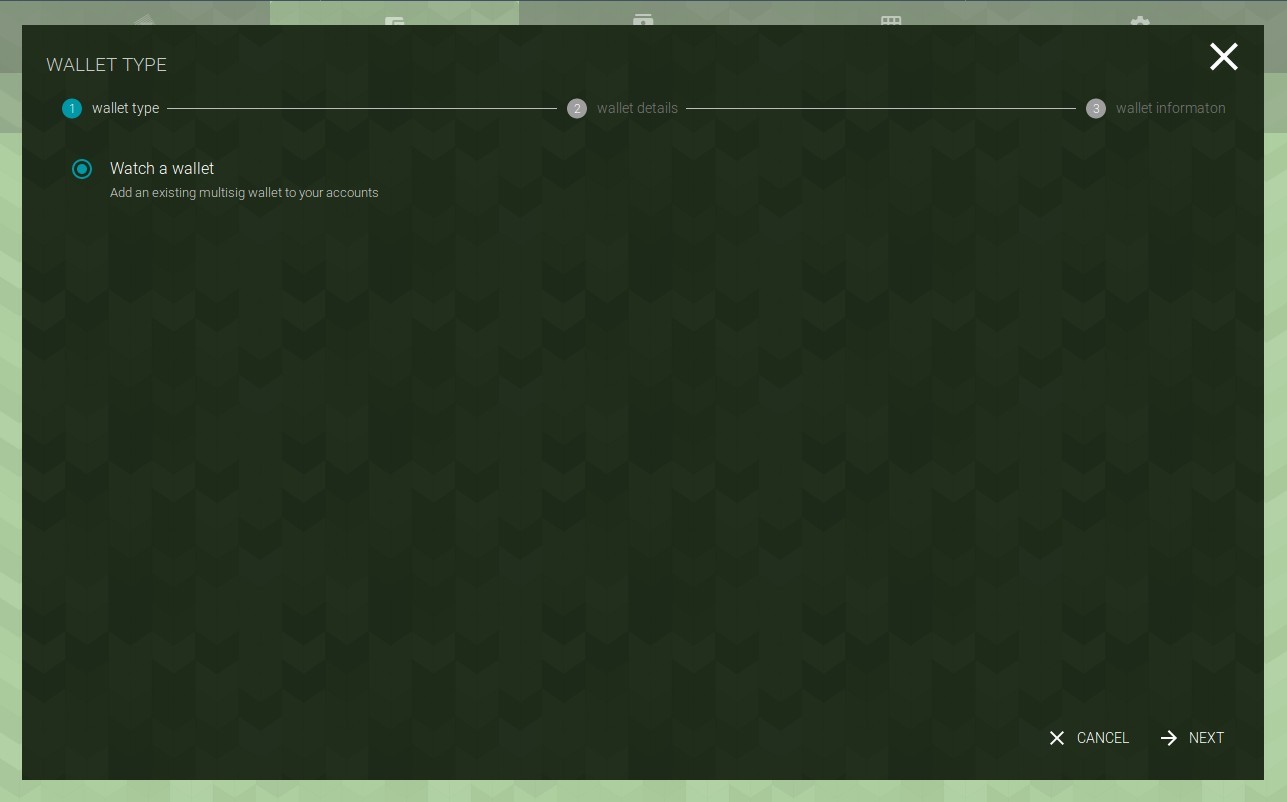 WALLET TYPE
1 wallet type
2 wallet details
3 wallet informaton
Watch a wallet
Add an existing multisig wallet to your accounts
CANCEL
NEXT